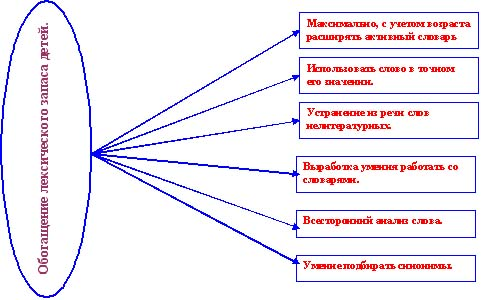 Обогащение лексического запаса детей.
Максимально, с учетом возраста
расширять активный словарь
Использовать слово в точном
его значении.
Устранение из речи слов
нелитературных.
Выработка умения работать со
словарями.
Всесторонний анализ слова.
Умение подбирать синонимы.